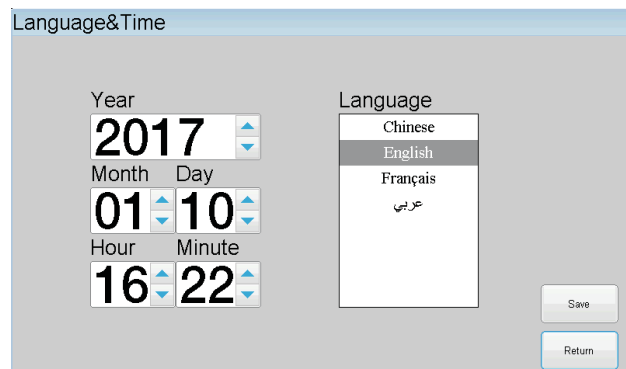 Language&Time
Year
2017
Month Day
01 10
Hour Minute
16 22
Language
Chinese
English
Français
عربي
Save
Return